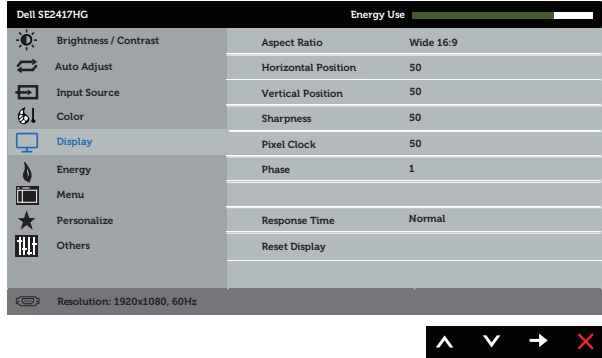 Dell SE2417HG Energy Use
Brightness / Contrast
Auto Adjust
Input Source
Color
Display
Energy
Menu
Personalize
Others
Aspect Ratio Wide 16:9
Horizontal Position 50
Vertical Position 50
Sharpness 50
Pixel Clock 50
Phase 1
Response Time Normal
Reset Display
Resolution: 1920x1080, 60Hz